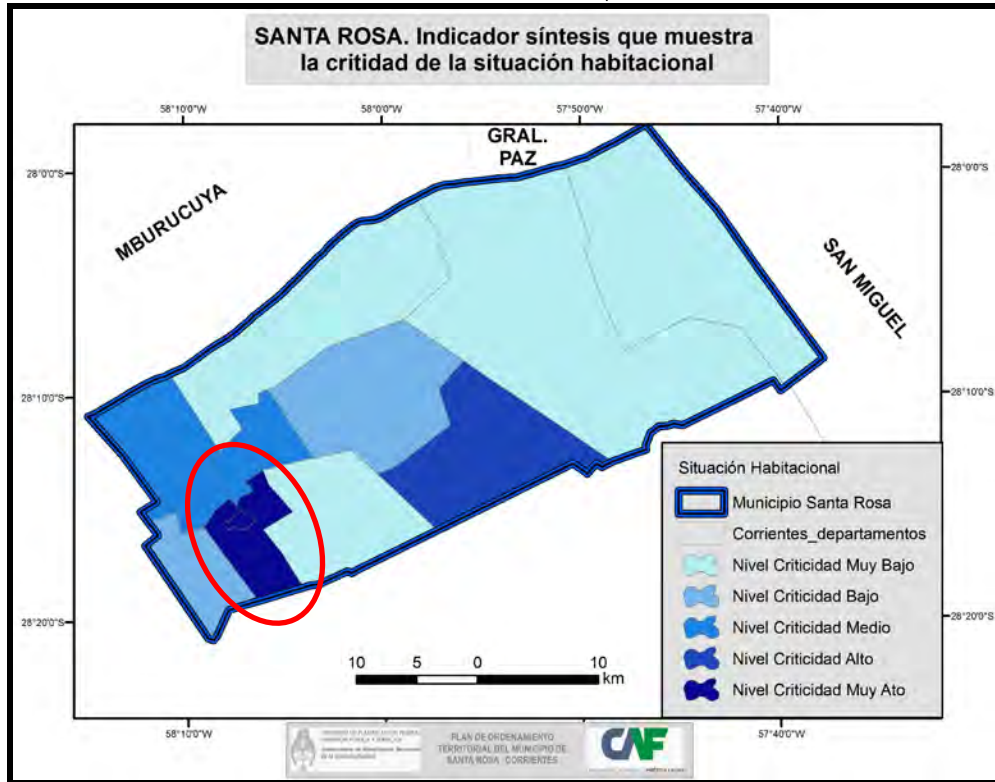 SANTA ROSA. Indicador síntesis que muestra
la critidad de la situación habitacional
58°10'0"W
58°0'0"W
57°50'0"W
57°40'0"W
GRAL.
PAZ
28°0'0"S
28°0'0"S
MBURUCUYA
SAN MIGUEL
28°10'0"S
28°10'0"S
Situación Habitacional
Municipio Santa Rosa
Corrientes_departamentos
Nivel Criticidad Muy Bajo
Nivel Criticidad Bajo
Nivel Criticidad Medio
Nivel Criticidad Alto
Nivel Criticidad Muy Ato
28°20'0"S
28°20'0"S
10 5 0 10
km
58°10'0"W
57°40'0"W
PLAN DE ORDENAMIENTO
TERRITORIAL DEL MUNICIPIO DE
SANTA ROSA - CORRIENTES
CAF
AMÉRICA LATINA